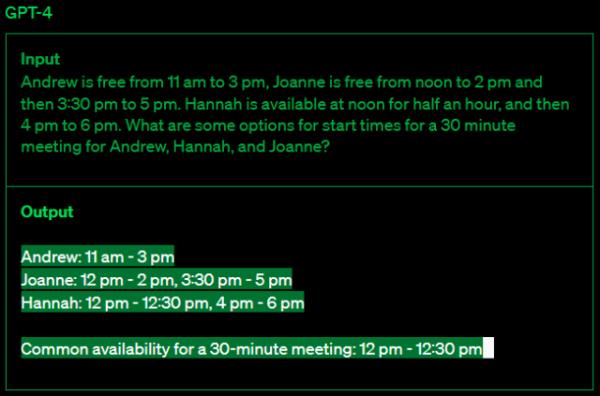 GPT-4
Input
Andrew is free from 11 am to 3 pm, Joanne is free from noon to 2 pm and
then 3:30 pm to 5 pm. Hannah is available at noon for half an hour, and then
4 pm to 6 pm. What are some options for start times for a 30 minute
meeting for Andrew, Hannah, and Joanne?
Output
Andrew: 11 am - 3 pm
Joanne: 12 pm - 2 pm, 3:30 pm - 5 pm
Hannah: 12 pm - 12:30 pm, 4 pm - 6 pm
Common availability for a 30-minute meeting: 12 pm - 12:30 pm